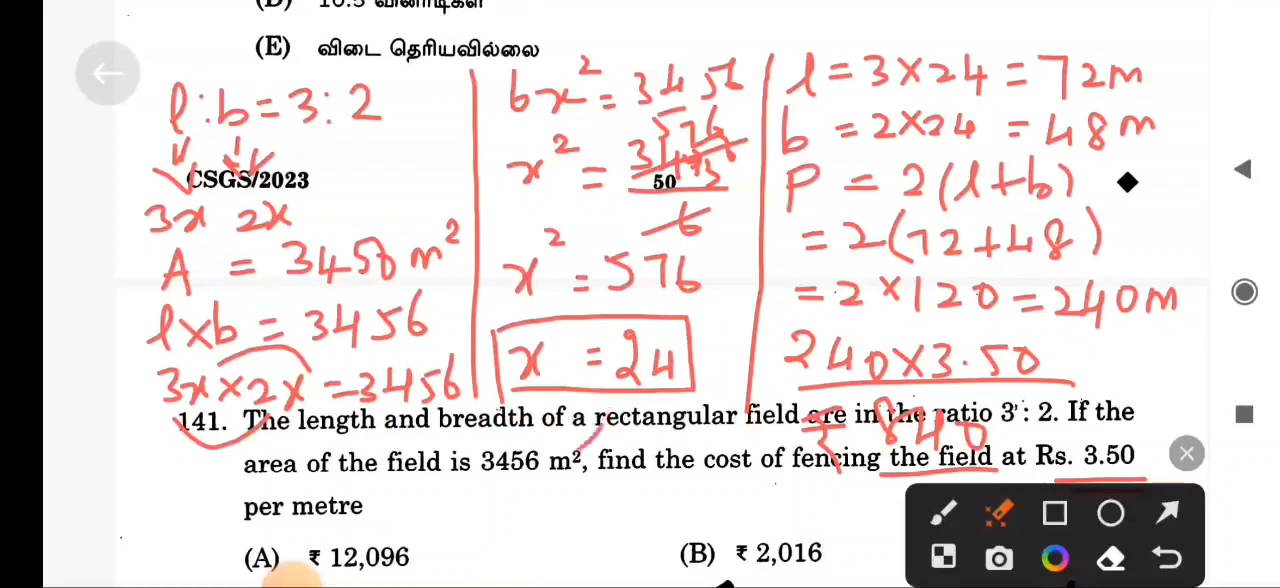 (D) 10.5 வினாடிகள்
(E) விடை தெரியவில்லை
l : b = 3 : 2
CSGS/2023
3x 2x
A = 3456 m²
l×b = 3456
3x × 2x = 3456
6x² = 3456
x² =
576
50
6
x² = 576
x = 24
l = 3×24 = 72m
b = 2×24 = 48m
P = 2(l+b)
= 2(72+48)
= 2×120 = 240m
240×3.50
₹ 840
141. The length and breadth of a rectangular field are in the ratio 3 : 2. If the
area of the field is 3456 m², find the cost of fencing the field at Rs. 3.50
per metre
(A) ₹ 12,096
(B) ₹ 2,016